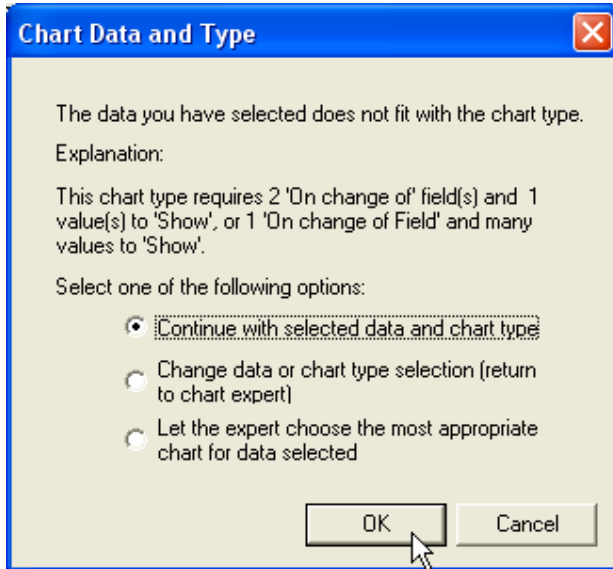 Chart Data and Type
The data you have selected does not fit with the chart type.
Explanation:
This chart type requires 2 'On change of' field(s) and 1
value(s) to 'Show', or 1 'On change of Field' and many
values to 'Show'.
Select one of the following options:
Continue with selected data and chart type
Change data or chart type selection (return
to chart expert)
Let the expert choose the most appropriate
chart for data selected
OK Cancel